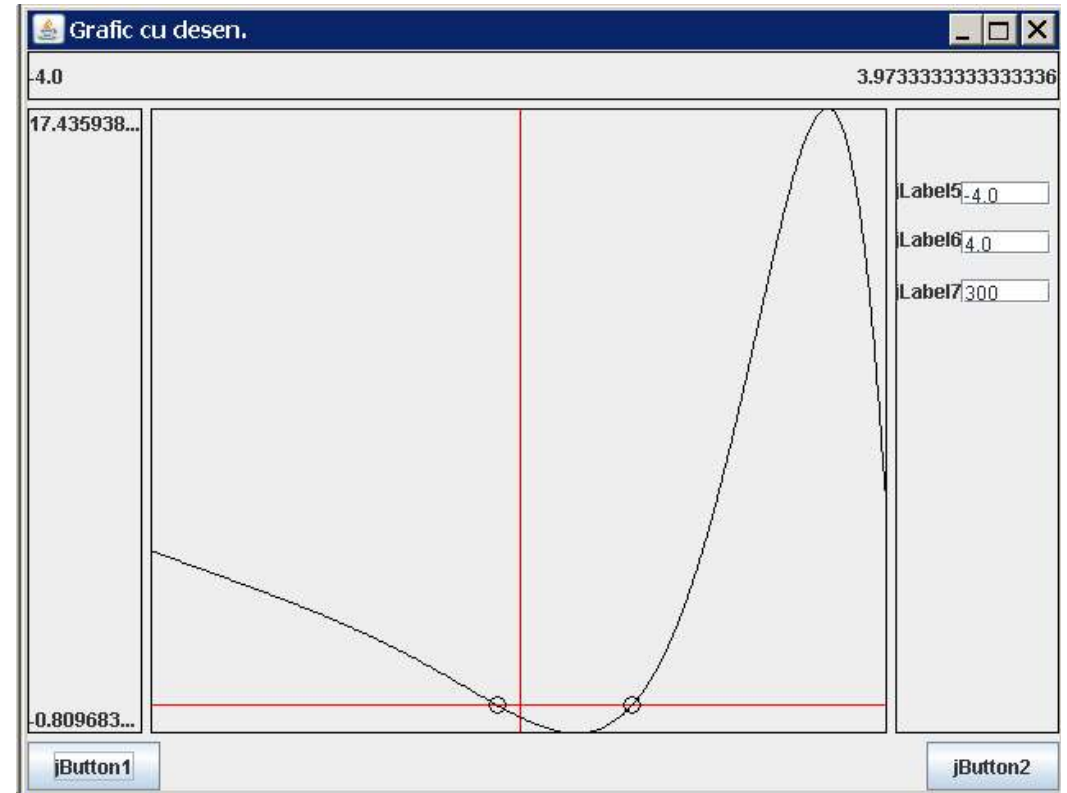 Grafic cu desen.
-4.0 3.9733333333333336
17.435938...
jLabel5 -4.0
jLabel6 4.0
jLabel7 300
-0.809683...
jButton1 jButton2